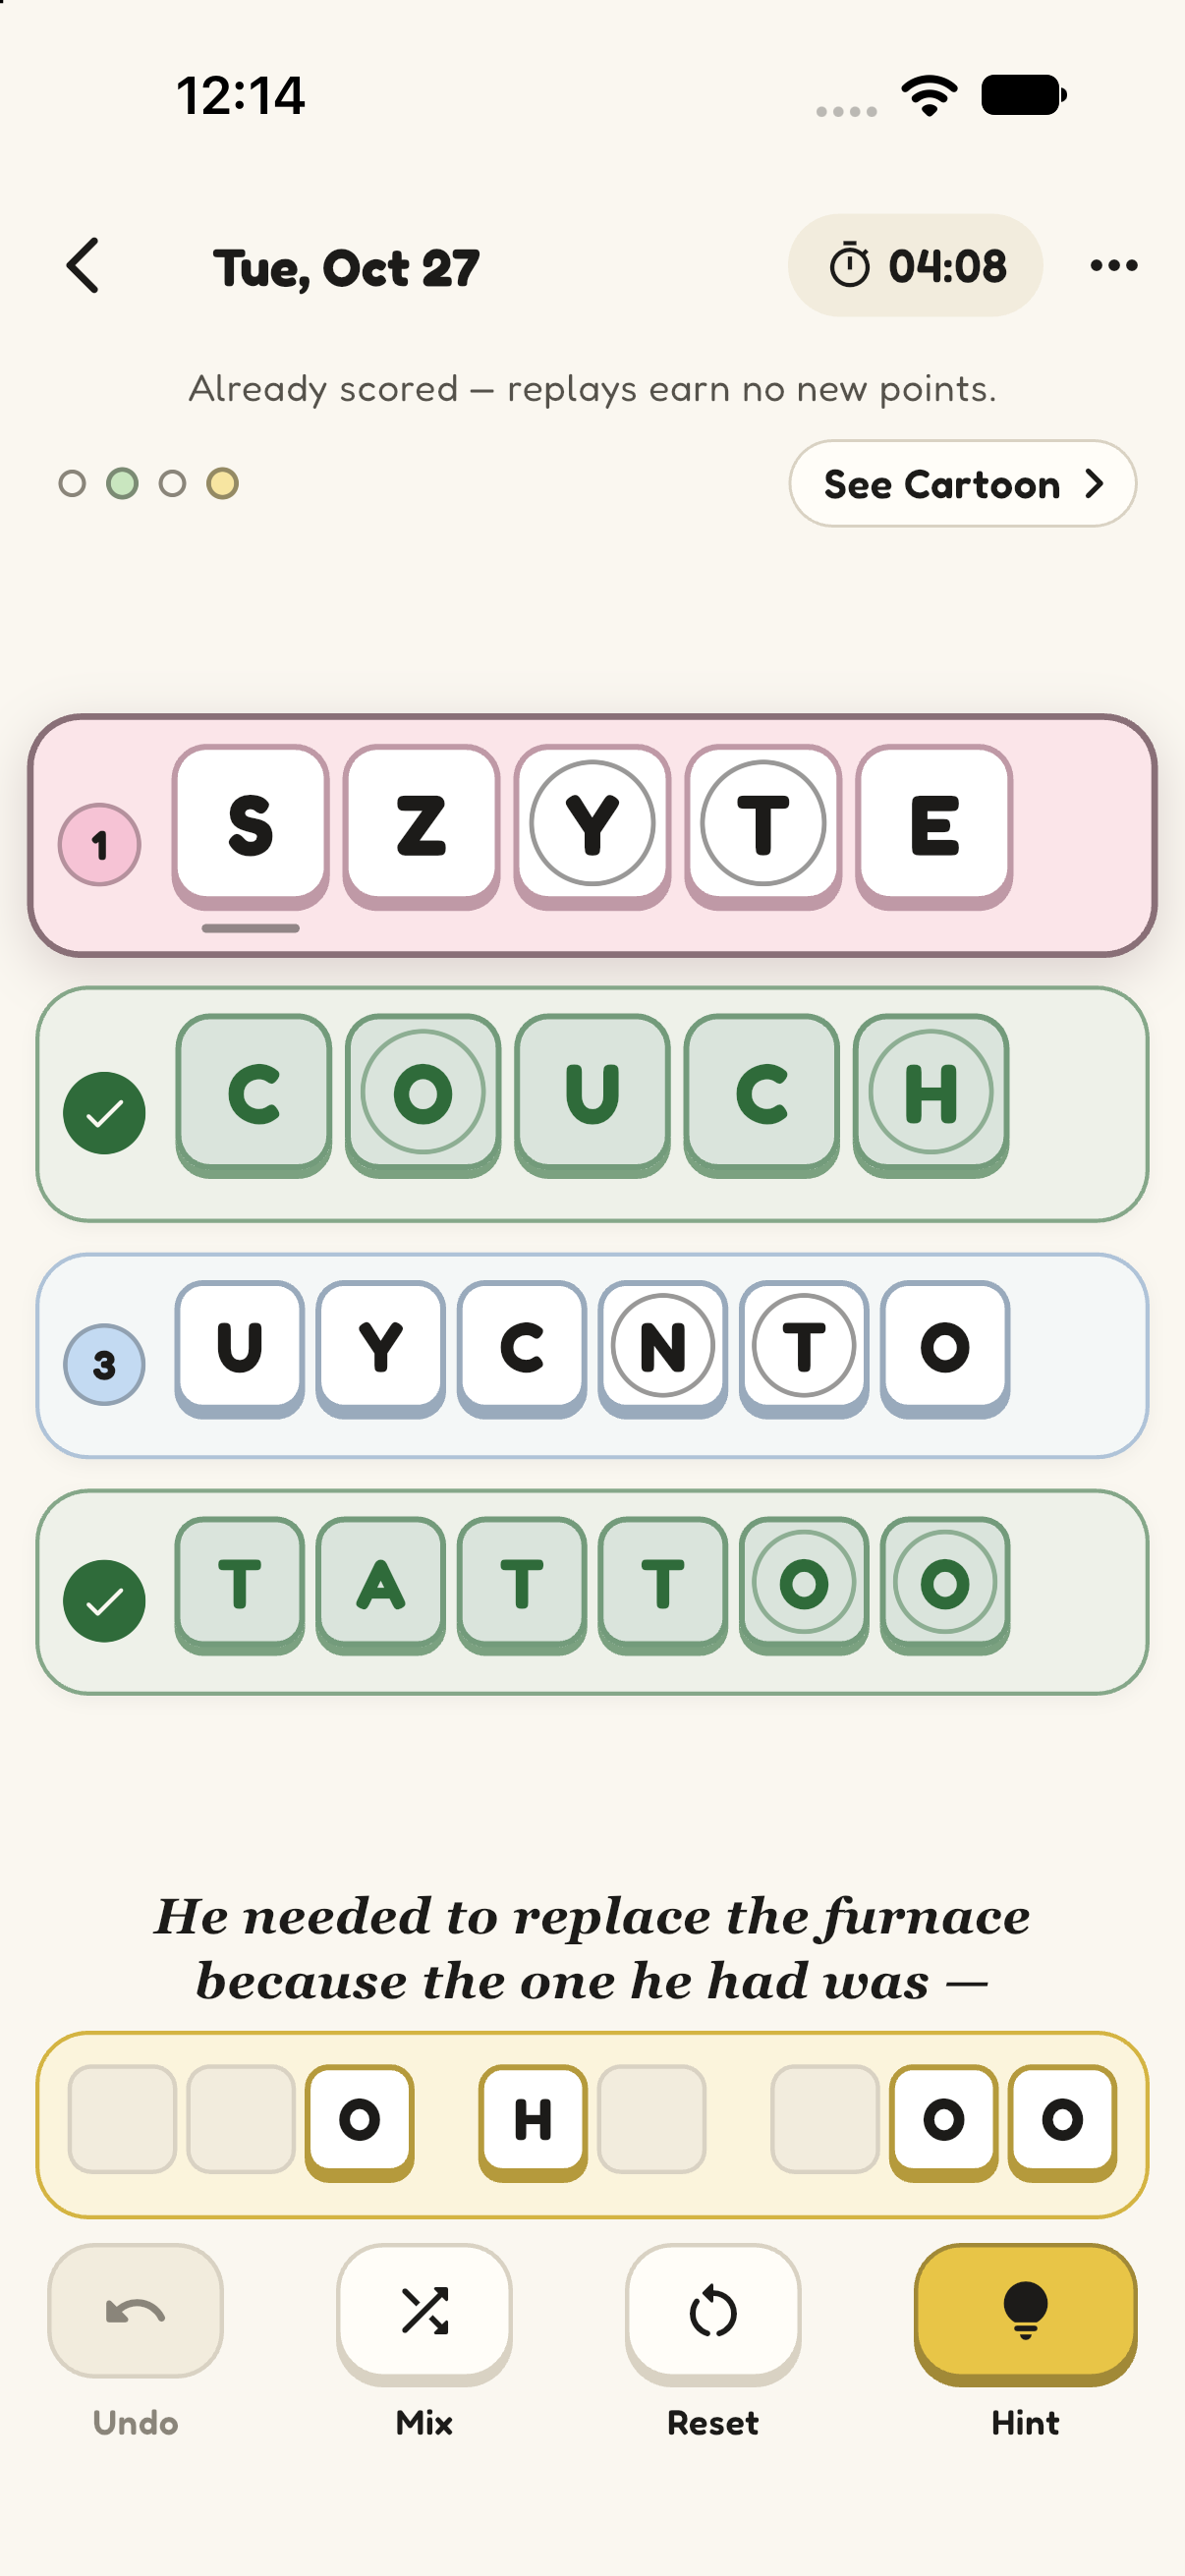 12:14
Tue, Oct 27
04:08
Already scored — replays earn no new points.
See Cartoon
1 S Z Y T E
C O U C H
3 U Y C N T O
T A T T O O
He needed to replace the furnace
because the one he had was —
O H O O
Undo Mix Reset Hint